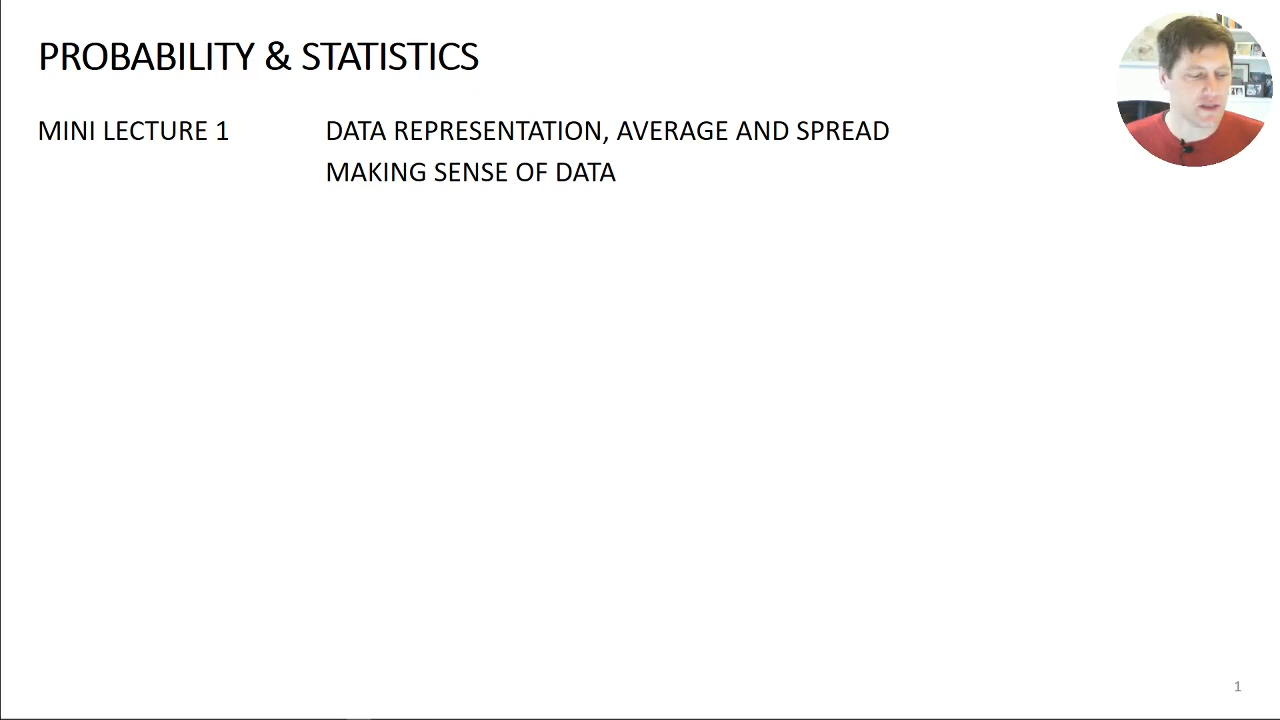 PROBABILITY & STATISTICS
MINI LECTURE 1 DATA REPRESENTATION, AVERAGE AND SPREAD
MAKING SENSE OF DATA
1